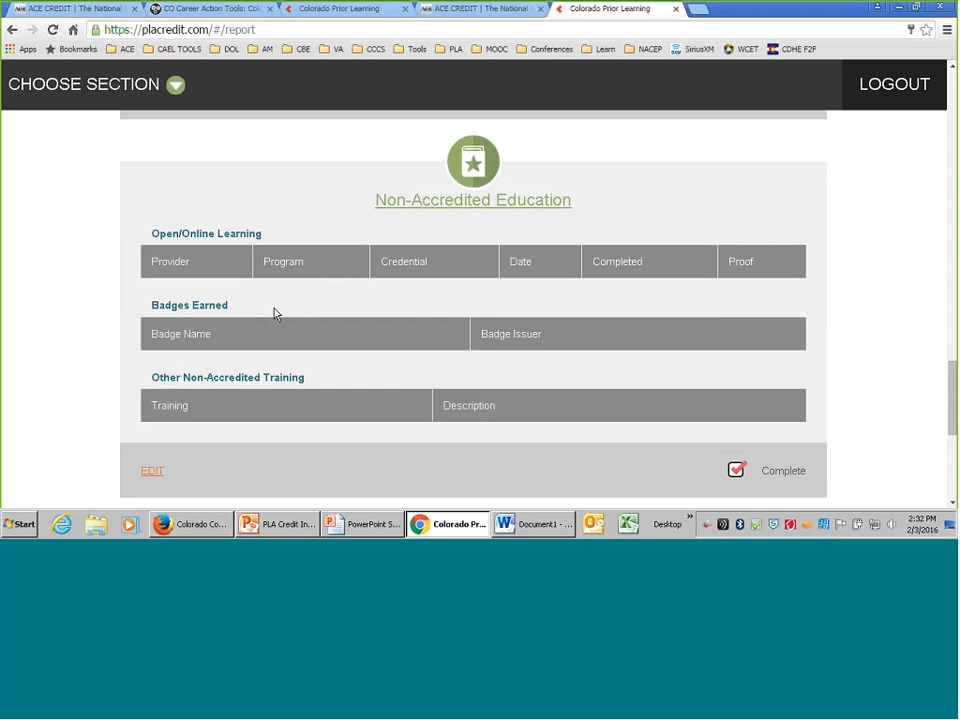 ACE CREDIT | The National
CO Career Action Tools: Col
Colorado Prior Learning
ACE CREDIT | The National
Colorado Prior Learning
https://placredit.com/#/report
Apps Bookmarks ACE CAEL TOOLS DOL AM CBE VA CCCS Tools PLA MOOC Conferences Learn NACEP SiriusXM WCET CDHE F2F
CHOOSE SECTION
LOGOUT
Non-Accredited Education
Open/Online Learning
Provider Program Credential Date Completed Proof
Badges Earned
Badge Name Badge Issuer
Other Non-Accredited Training
Training Description
EDIT
Complete
Start Colorado Co... PLA Credit In... PowerPoint S... Colorado Pr... Document1 - ... Desktop »
2:32 PM
2/3/2016